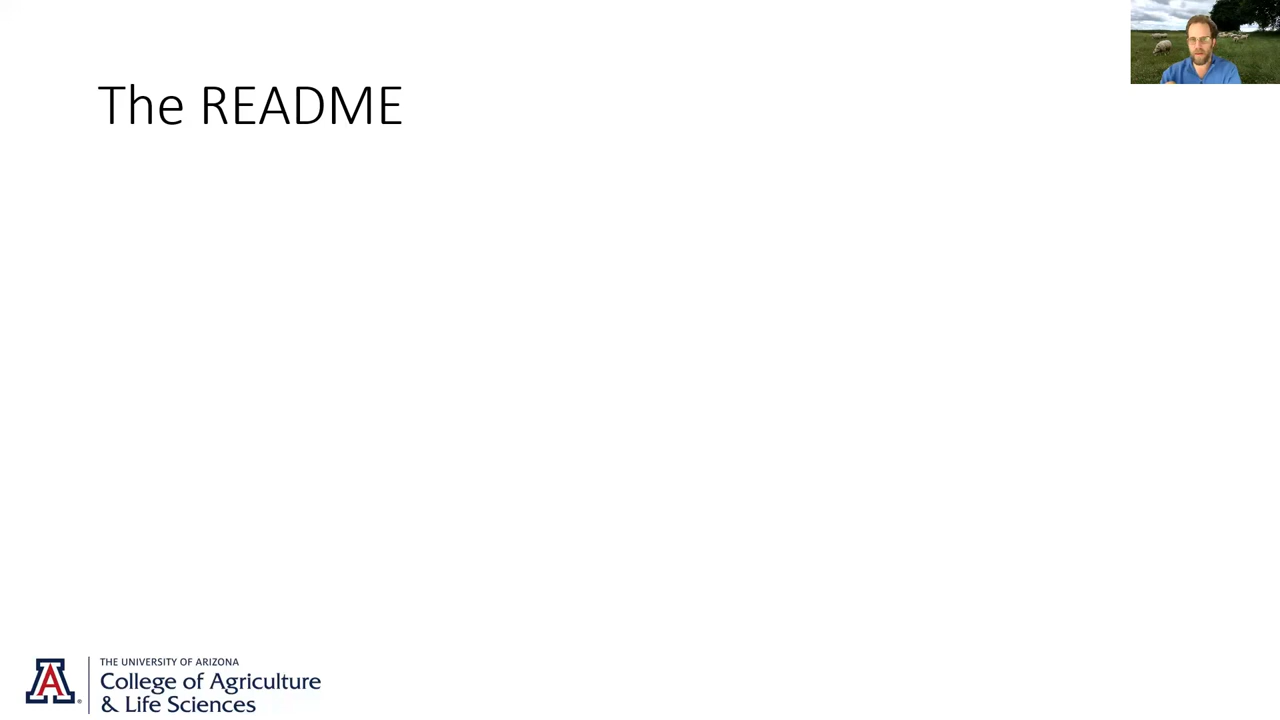 The README
THE UNIVERSITY OF ARIZONA
College of Agriculture
& Life Sciences